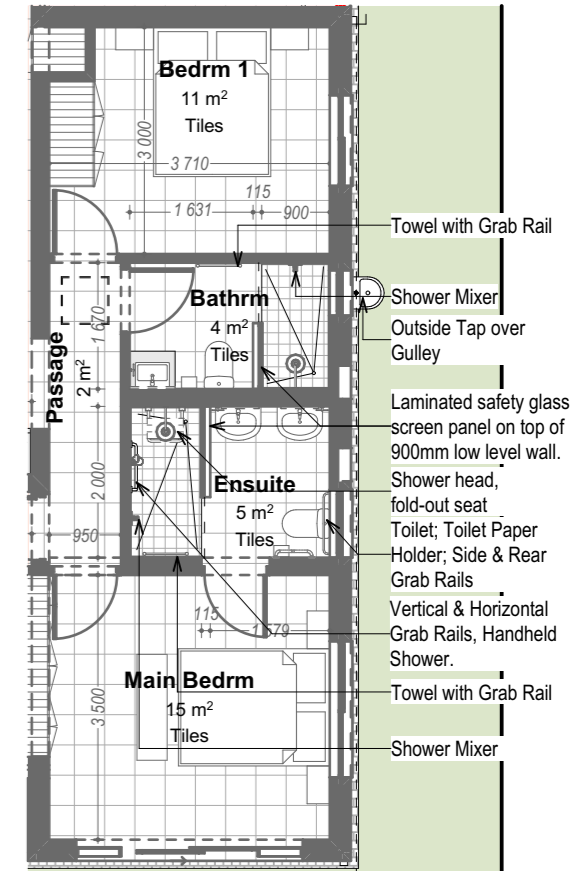 Bedrm 1
11 m²
Tiles
3 000
3 710
115
1 631
900
Towel with Grab Rail
Bathrm
4 m²
Tiles
Shower Mixer
Outside Tap over
Gulley
Passage
2 m²
1 670
Laminated safety glass
screen panel on top of
900mm low level wall.
Shower head,
fold-out seat
Ensuite
5 m²
Tiles
2 000
950
Toilet; Toilet Paper
Holder; Side & Rear
Grab Rails
Vertical & Horizontal
Grab Rails, Handheld
Shower.
115
1 579
Main Bedrm
15 m²
Tiles
3 500
Towel with Grab Rail
Shower Mixer